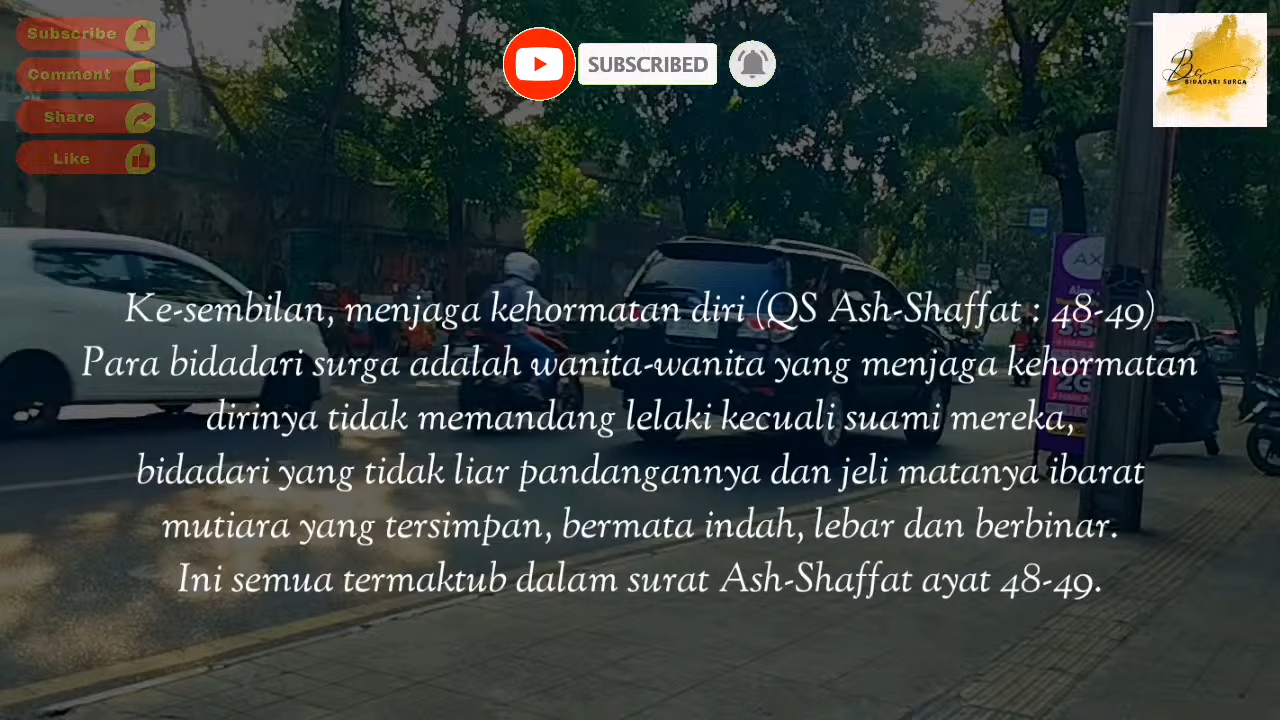 Subscribe
Comment
Share
Like
SUBSCRIBED
Bs
BIDADARI SURGA
AX
Ke-sembilan, menjaga kehormatan diri (QS Ash-Shaffat : 48-49)
Para bidadari surga adalah wanita-wanita yang menjaga kehormatan
dirinya tidak memandang lelaki kecuali suami mereka,
bidadari yang tidak liar pandangannya dan jeli matanya ibarat
mutiara yang tersimpan, bermata indah, lebar dan berbinar.
Ini semua termaktub dalam surat Ash-Shaffat ayat 48-49.